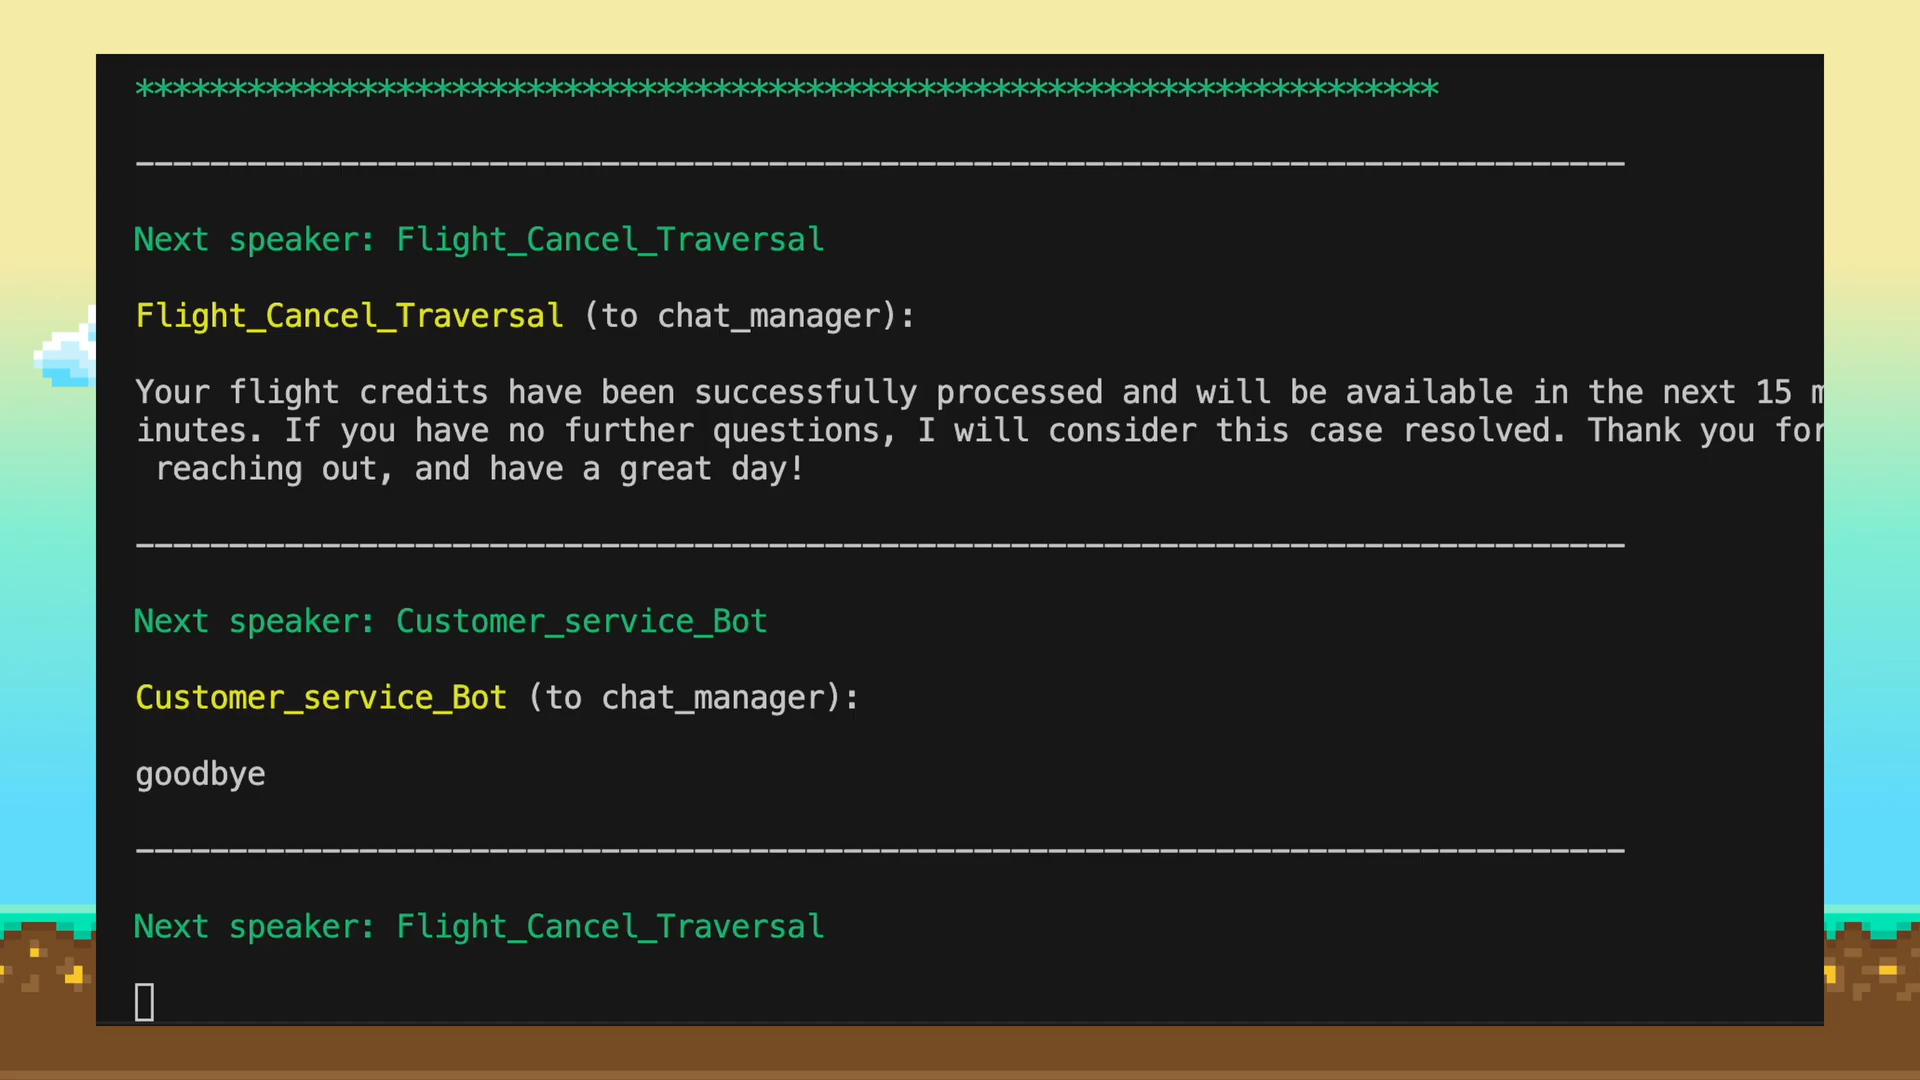 **********************************************************************
--------------------------------------------------------------------------------
Next speaker: Flight_Cancel_Traversal
Flight_Cancel_Traversal (to chat_manager):
Your flight credits have been successfully processed and will be available in the next 15 m
inutes. If you have no further questions, I will consider this case resolved. Thank you for
reaching out, and have a great day!
--------------------------------------------------------------------------------
Next speaker: Customer_service_Bot
Customer_service_Bot (to chat_manager):
goodbye
--------------------------------------------------------------------------------
Next speaker: Flight_Cancel_Traversal